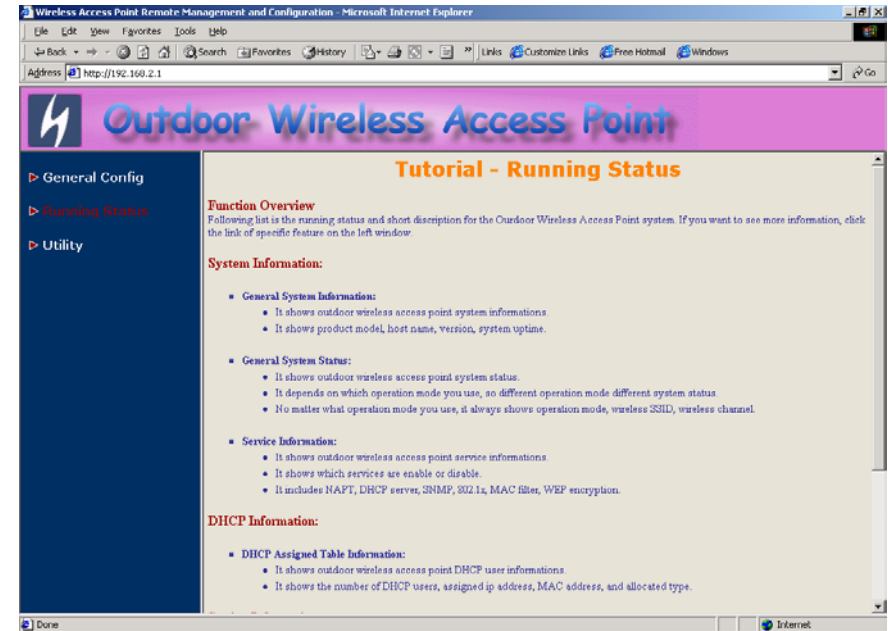 Wireless Access Point Remote Management and Configuration - Microsoft Internet Explorer
File Edit View Favorites Tools Help
Back Search Favorites History » Links Customize Links Free Hotmail Windows
Address http://192.168.2.1 Go
Outdoor Wireless Access Point
General Config
Running Status
Utility
Tutorial - Running Status
Function Overview
Following list is the running status and short discription for the Ourdoor Wireless Access Point system. If you want to see more information, click
the link of specific feature on the left window.
System Information:
General System Information:
It shows outdoor wireless access point system informations.
It shows product model, host name, version, system uptime.
General System Status:
It shows outdoor wireless access point system status.
It depends on which operation mode you use, so different operation mode different system status.
No matter what operation mode you use, it always shows operation mode, wireless SSID, wireless channel.
Service Information:
It shows outdoor wireless access point service informations.
It shows which services are enable or disable.
It includes NAPT, DHCP server, SNMP, 802.1x, MAC filter, WEP encryption.
DHCP Information:
DHCP Assigned Table Information:
It shows outdoor wireless access point DHCP user informations.
It shows the number of DHCP users, assigned ip address, MAC address, and allocated type.
Done Internet